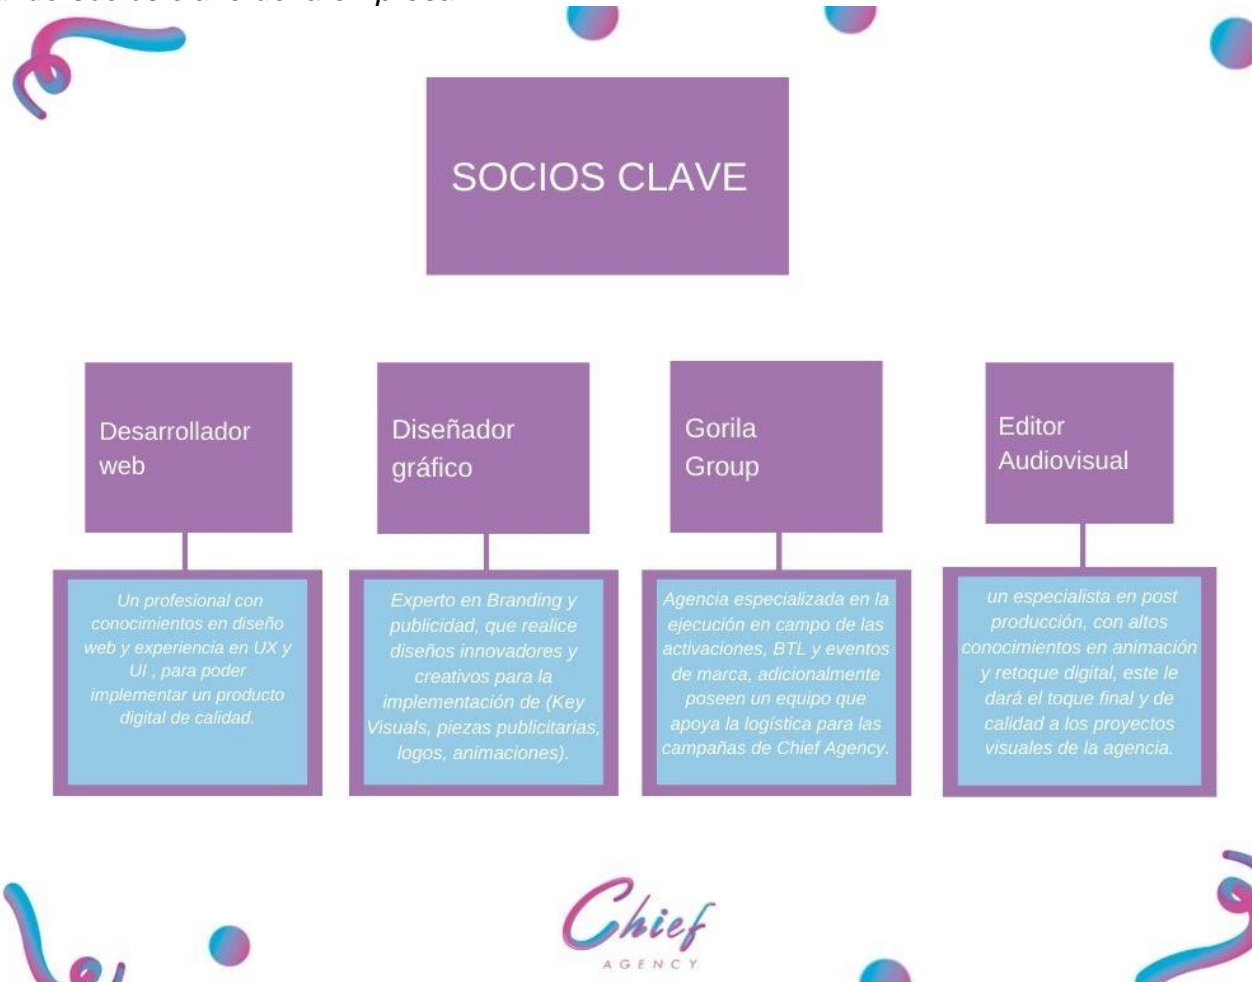 SOCIOS CLAVE
Desarrollador
web
Un profesional con
conocimientos en diseño
web y experiencia en UX y
UI , para poder
implementar un producto
digital de calidad.
Diseñador
gráfico
Experto en Branding y
publicidad, que realice
diseños innovadores y
creativos para la
implementación de (Key
Visuals, piezas publicitarias,
logos, animaciones).
Gorila
Group
Agencia especializada en la
ejecución en campo de las
activaciones, BTL y eventos
de marca, adicionalmente
poseen un equipo que
apoya la logística para las
campañas de Chief Agency.
Editor
Audiovisual
un especialista en post
producción, con altos
conocimientos en animación
y retoque digital, este le
dará el toque final y de
calidad a los proyectos
visuales de la agencia.
Chief
AGENCY